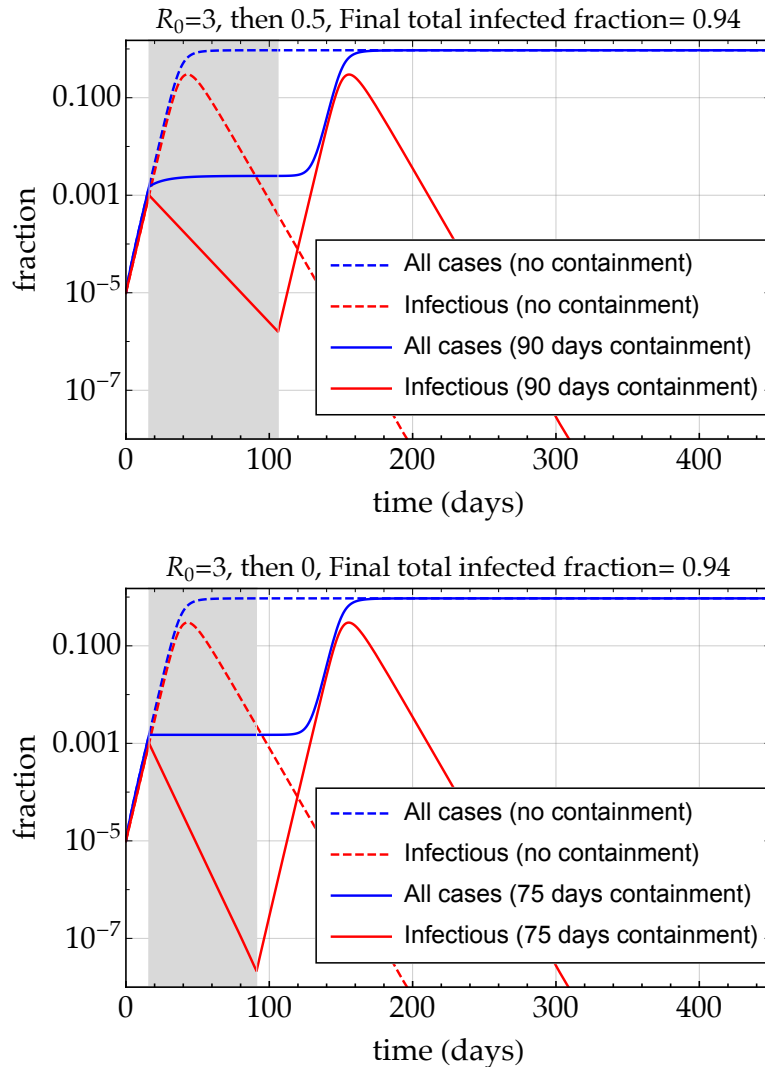 R₀=3, then 0.5, Final total infected fraction= 0.94
0.100
0.001
10⁻⁵
10⁻⁷
fraction
All cases (no containment)
Infectious (no containment)
All cases (90 days containment)
Infectious (90 days containment)
0 100 200 300 400
time (days)
R₀=3, then 0, Final total infected fraction= 0.94
0.100
0.001
10⁻⁵
10⁻⁷
fraction
All cases (no containment)
Infectious (no containment)
All cases (75 days containment)
Infectious (75 days containment)
0 100 200 300 400
time (days)